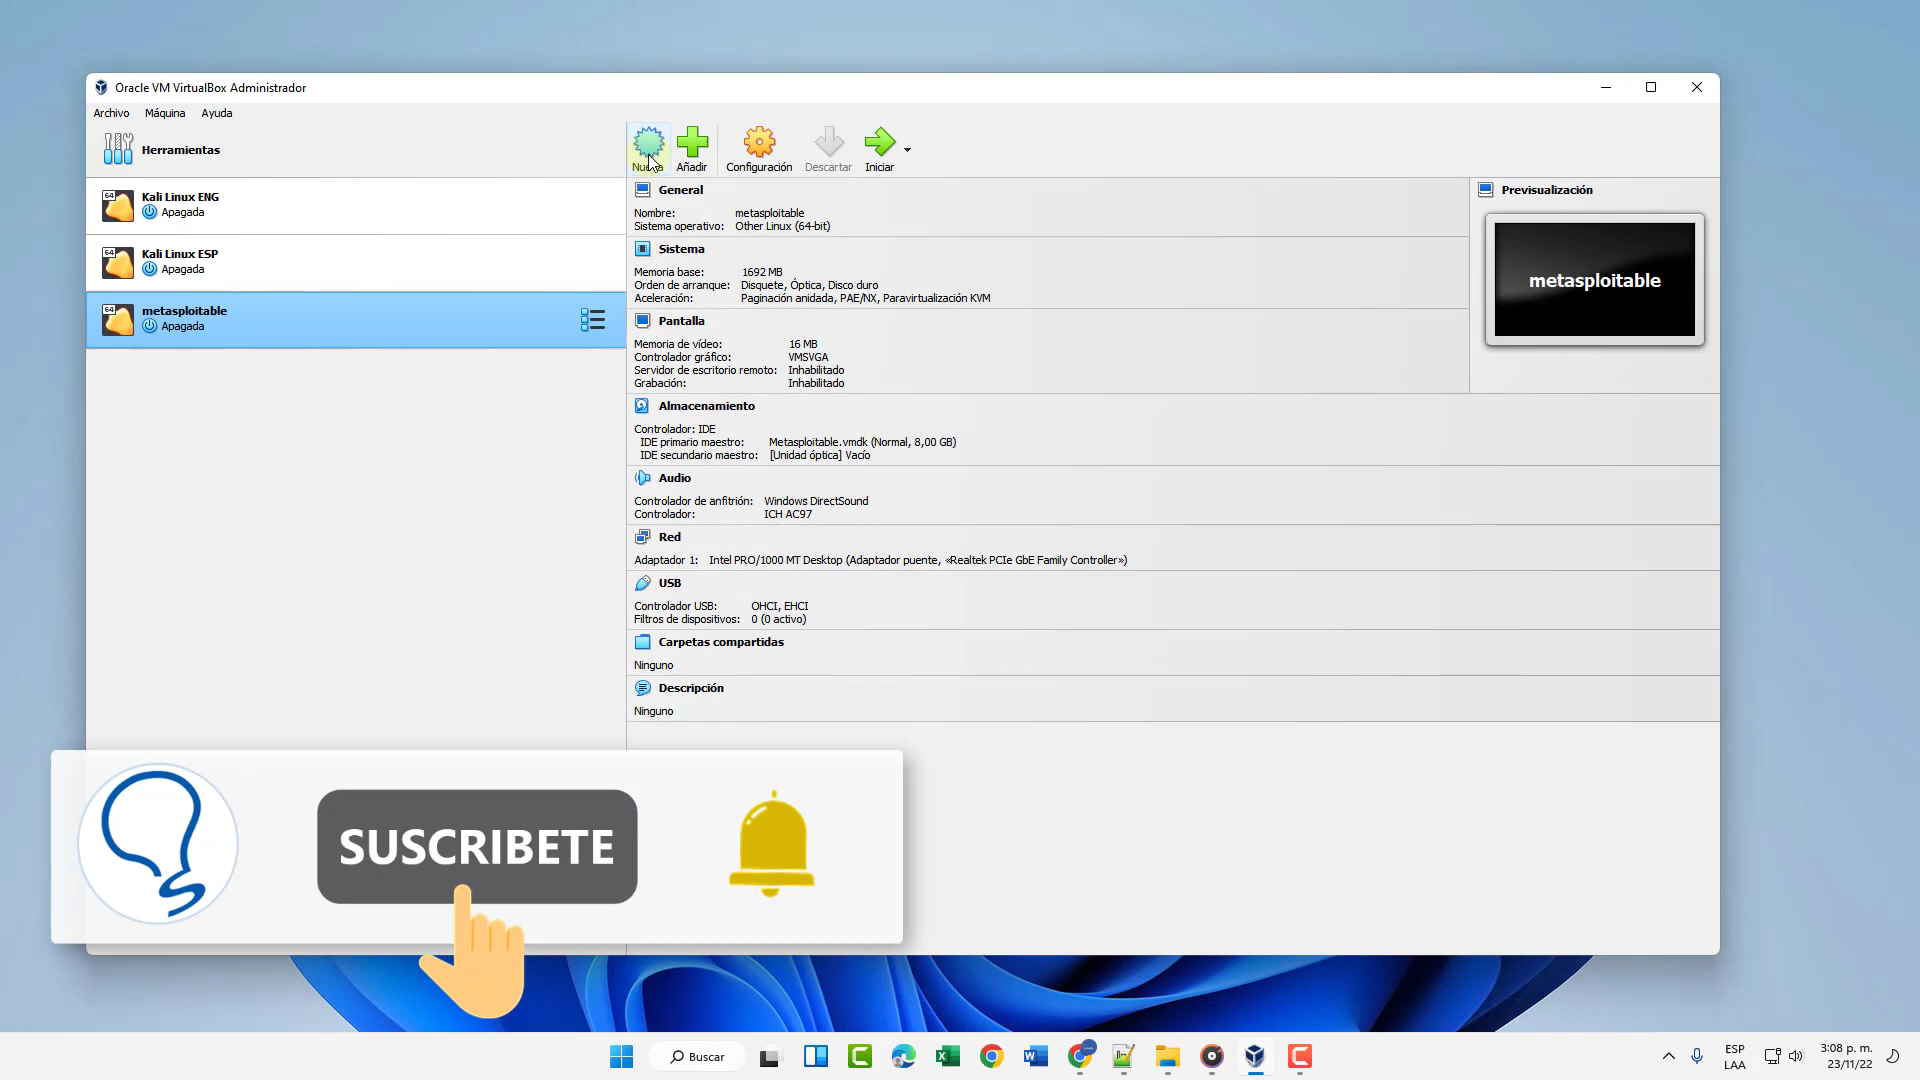 Oracle VM VirtualBox Administrador
Archivo Máquina Ayuda
Herramientas
Nueva Añadir Configuración Descartar Iniciar
64 Kali Linux ENG
Apagada
64 Kali Linux ESP
Apagada
64 metasploitable
Apagada
General
Nombre: metasploitable
Sistema operativo: Other Linux (64-bit)
Sistema
Memoria base: 1692 MB
Orden de arranque: Disquete, Óptica, Disco duro
Aceleración: Paginación anidada, PAE/NX, Paravirtualización KVM
Pantalla
Memoria de vídeo: 16 MB
Controlador gráfico: VMSVGA
Servidor de escritorio remoto: Inhabilitado
Grabación: Inhabilitado
Previsualización
metasploitable
Almacenamiento
Controlador: IDE
IDE primario maestro: Metasploitable.vmdk (Normal, 8,00 GB)
IDE secundario maestro: [Unidad óptica] Vacío
Audio
Controlador de anfitrión: Windows DirectSound
Controlador: ICH AC97
Red
Adaptador 1: Intel PRO/1000 MT Desktop (Adaptador puente, «Realtek PCIe GbE Family Controller»)
USB
Controlador USB: OHCI, EHCI
Filtros de dispositivos: 0 (0 activo)
Carpetas compartidas
Ninguno
Descripción
Ninguno
SUSCRIBETE
Buscar
ESP
LAA
3:08 p. m.
23/11/22